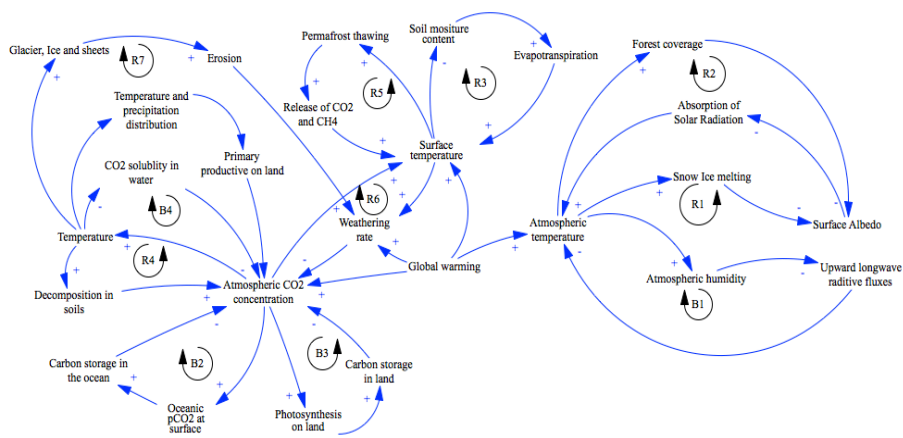 Glacier, Ice and sheets
R7
Erosion
Permafrost thawing
Soil mositure
content
Evapotranspiration
Forest coverage
R2
R3
R5
Temperature and
precipitation
distribution
Release of CO2
and CH4
Absorption of
Solar Radiation
Surface
temperature
Primary
productive on land
CO2 solublity in
water
Snow Ice melting
R1
R6
B4
Weathering
rate
Atmospheric
temperature
Surface Albedo
Temperature
R4
Global warming
Atmospheric humidity
Upward longwave
raditive fluxes
B1
Decomposition in
soils
Atmospheric CO2
concentration
Carbon storage in
the ocean
B2
B3
Carbon storage
in land
Oceanic
pCO2 at
surface
Photosynthesis
on land